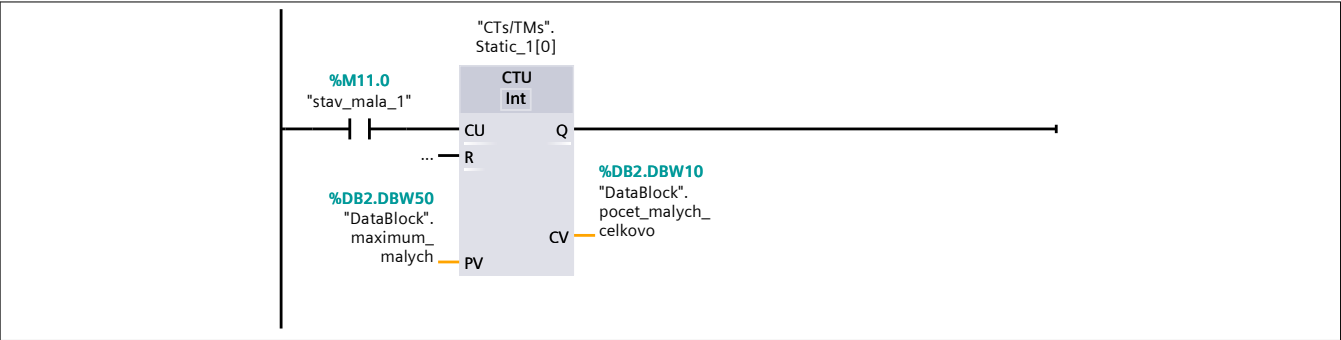 "CTs/TMs".
Static_1[0]
%M11.0
"stav_mala_1"
CTU
Int
CU
Q
...
R
%DB2.DBW10
"DataBlock".
pocet_malych_
celkovo
%DB2.DBW50
"DataBlock".
maximum_
malych
CV
PV